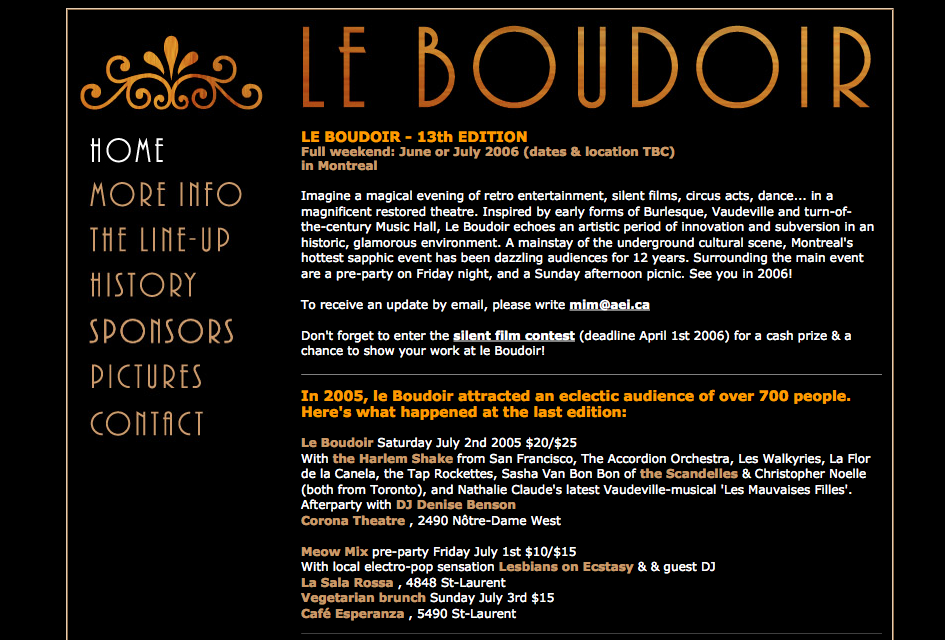 LE BOUDOIR
HOME
MORE INFO
THE LINE-UP
HISTORY
SPONSORS
PICTURES
CONTACT
LE BOUDOIR - 13th EDITION
Full weekend: June or July 2006 (dates & location TBC)
in Montreal
Imagine a magical evening of retro entertainment, silent films, circus acts, dance... in a
magnificent restored theatre. Inspired by early forms of Burlesque, Vaudeville and turn-of-
the-century Music Hall, Le Boudoir echoes an artistic period of innovation and subversion in an
historic, glamorous environment. A mainstay of the underground cultural scene, Montreal's
hottest sapphic event has been dazzling audiences for 12 years. Surrounding the main event
are a pre-party on Friday night, and a Sunday afternoon picnic. See you in 2006!
To receive an update by email, please write mim@aei.ca
Don't forget to enter the silent film contest (deadline April 1st 2006) for a cash prize & a
chance to show your work at le Boudoir!
In 2005, le Boudoir attracted an eclectic audience of over 700 people.
Here's what happened at the last edition:
Le Boudoir Saturday July 2nd 2005 $20/$25
With the Harlem Shake from San Francisco, The Accordion Orchestra, Les Walkyries, La Flor
de la Canela, the Tap Rockettes, Sasha Van Bon Bon of the Scandelles & Christopher Noelle
(both from Toronto), and Nathalie Claude's latest Vaudeville-musical 'Les Mauvaises Filles'.
Afterparty with DJ Denise Benson
Corona Theatre , 2490 Nôtre-Dame West
Meow Mix pre-party Friday July 1st $10/$15
With local electro-pop sensation Lesbians on Ecstasy & & guest DJ
La Sala Rossa , 4848 St-Laurent
Vegetarian brunch Sunday July 3rd $15
Café Esperanza , 5490 St-Laurent